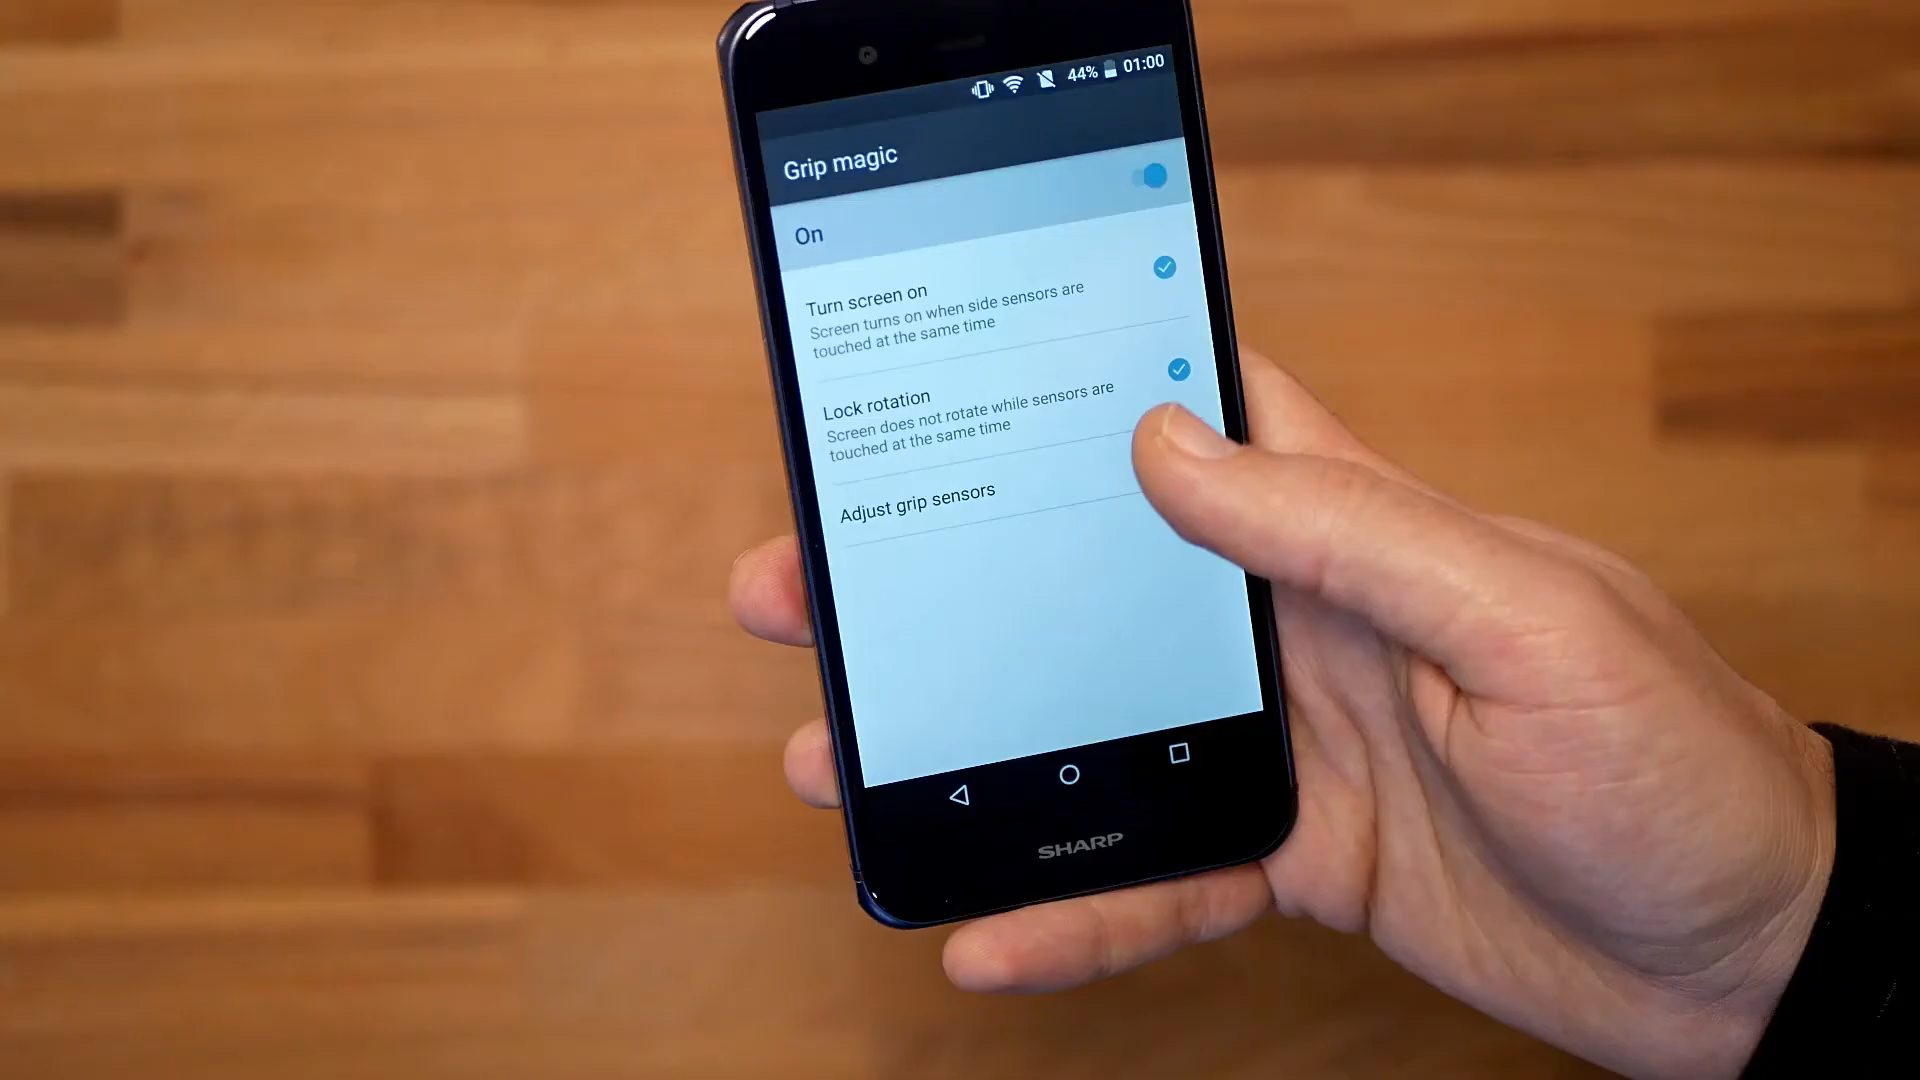 44% 01:00
Grip magic
On
Turn screen on
Screen turns on when side sensors are
touched at the same time
Lock rotation
Screen does not rotate while sensors are
touched at the same time
Adjust grip sensors
SHARP